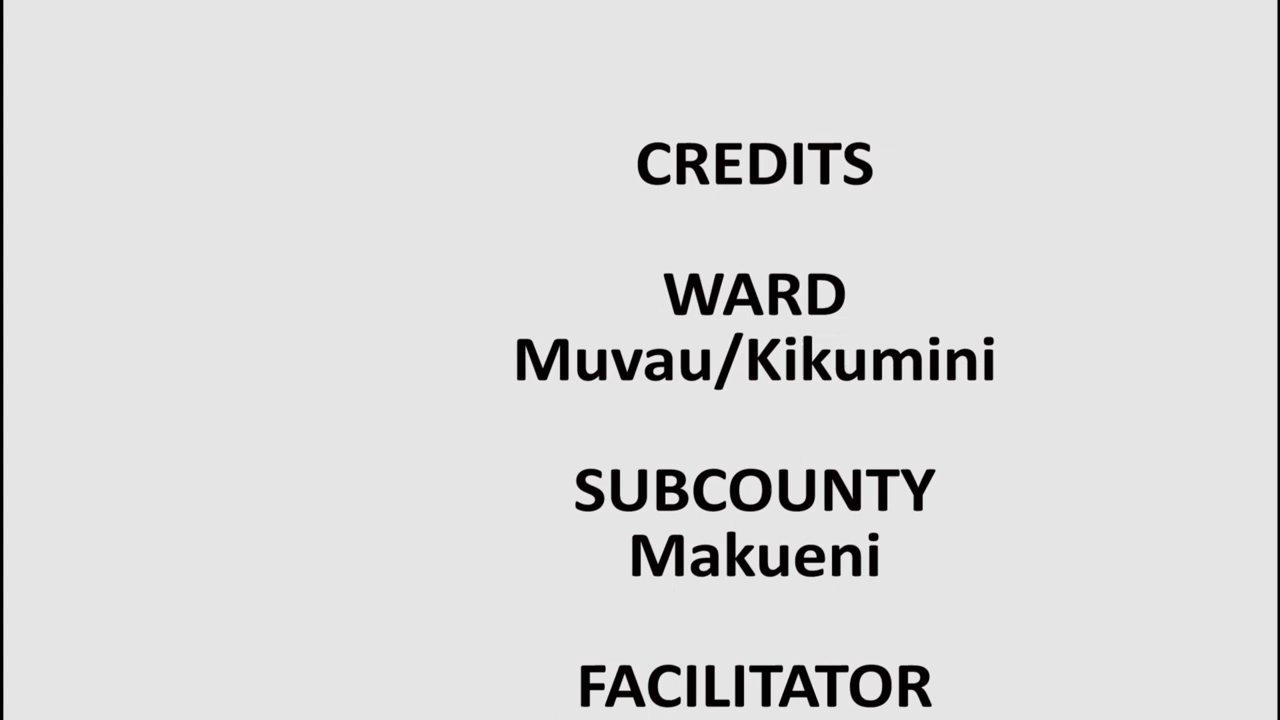 CREDITS
WARD
Muvau/Kikumini
SUBCOUNTY
Makueni
FACILITATOR